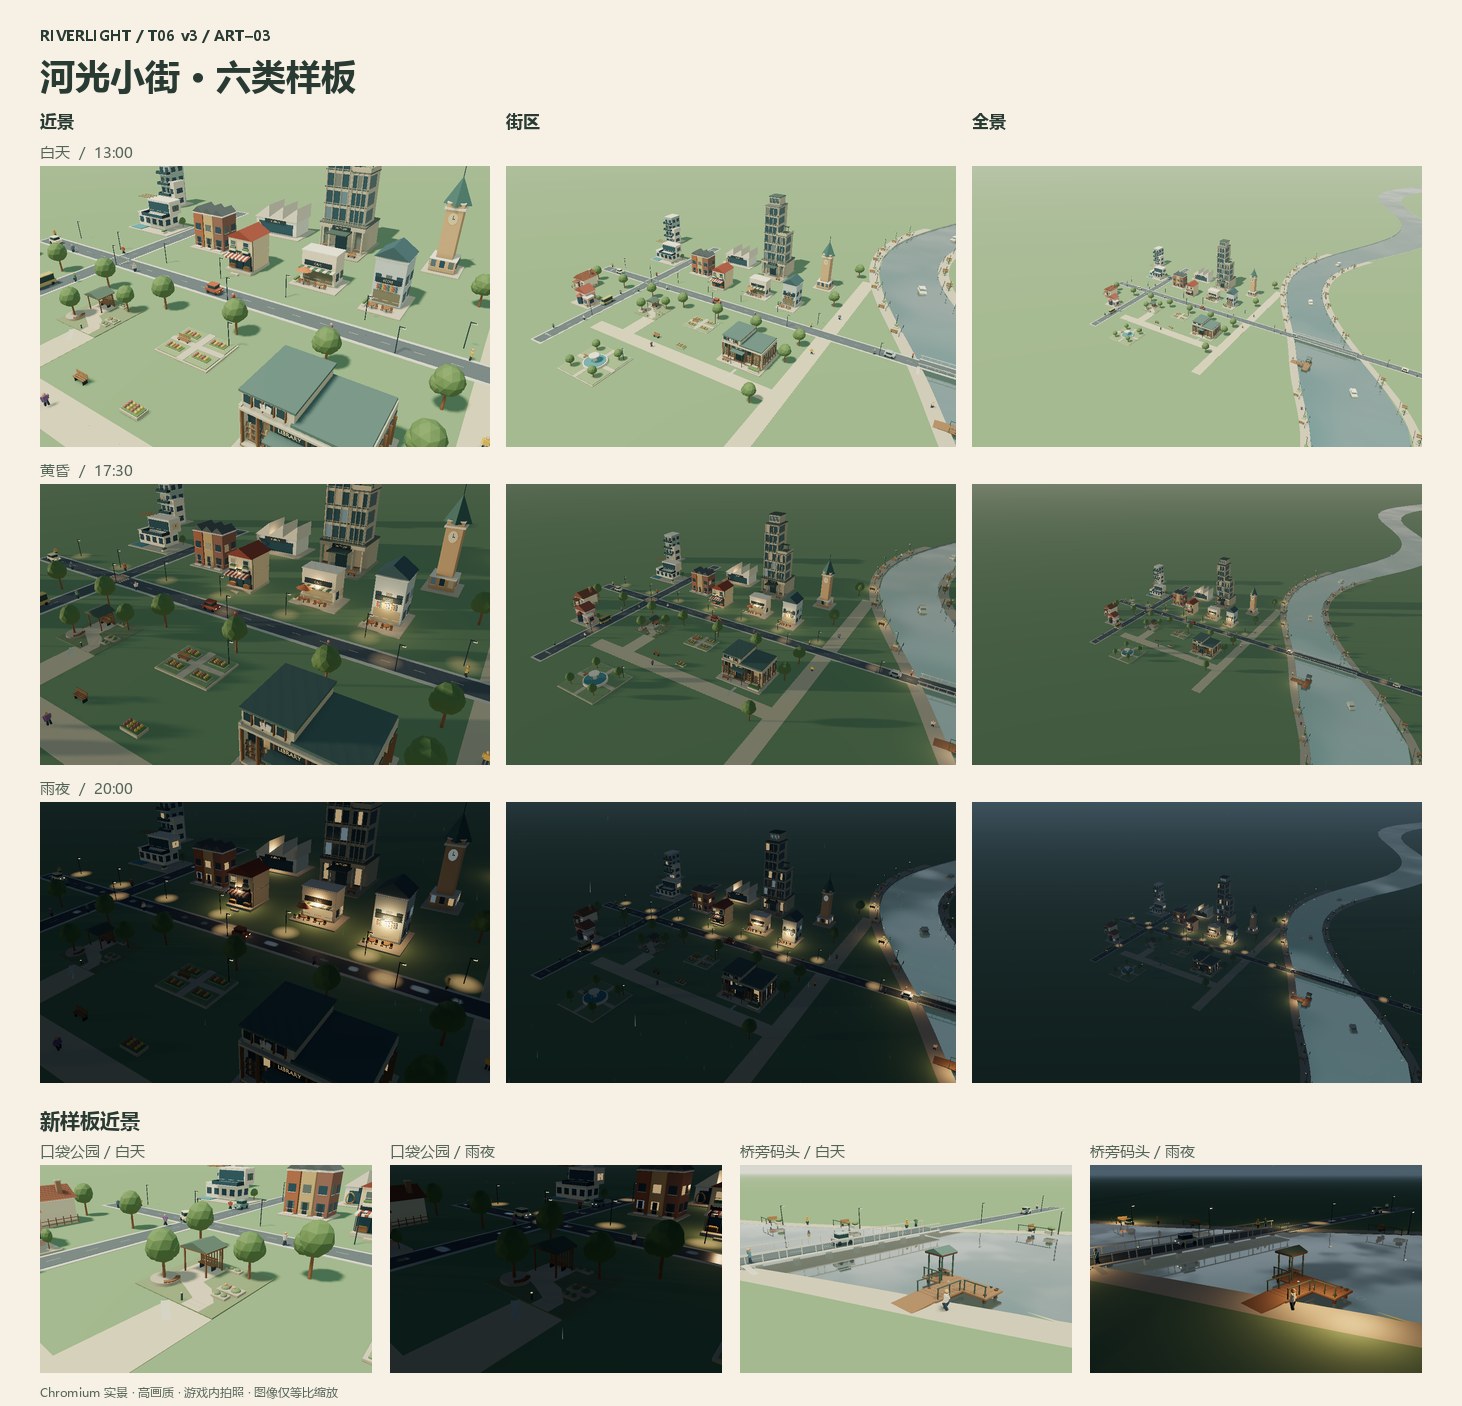 RIVERLIGHT / T06 v3 / ART–03
河光小街 · 六类样板
近景
街区
全景
白天 / 13:00
黄昏 / 17:30
雨夜 / 20:00
新样板近景
口袋公园 / 白天
口袋公园 / 雨夜
桥旁码头 / 白天
桥旁码头 / 雨夜
LIBRARY
LIBRARY
LIBRARY
Chromium 实景 · 高画质 · 游戏内拍照 · 图像仅等比缩放